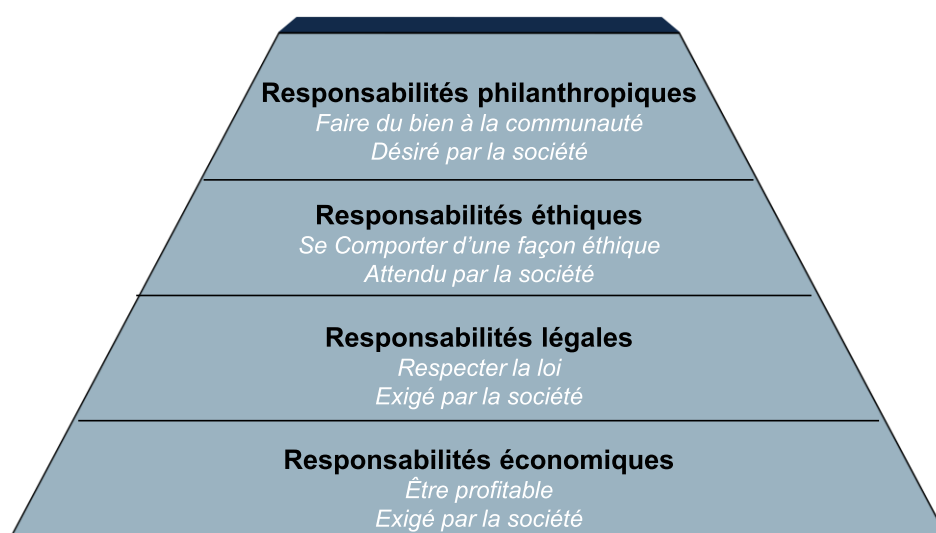 Responsabilités philanthropiques
Faire du bien à la communauté
Désiré par la société
Responsabilités éthiques
Se Comporter d’une façon éthique
Attendu par la société
Responsabilités légales
Respecter la loi
Exigé par la société
Responsabilités économiques
Être profitable
Exigé par la société